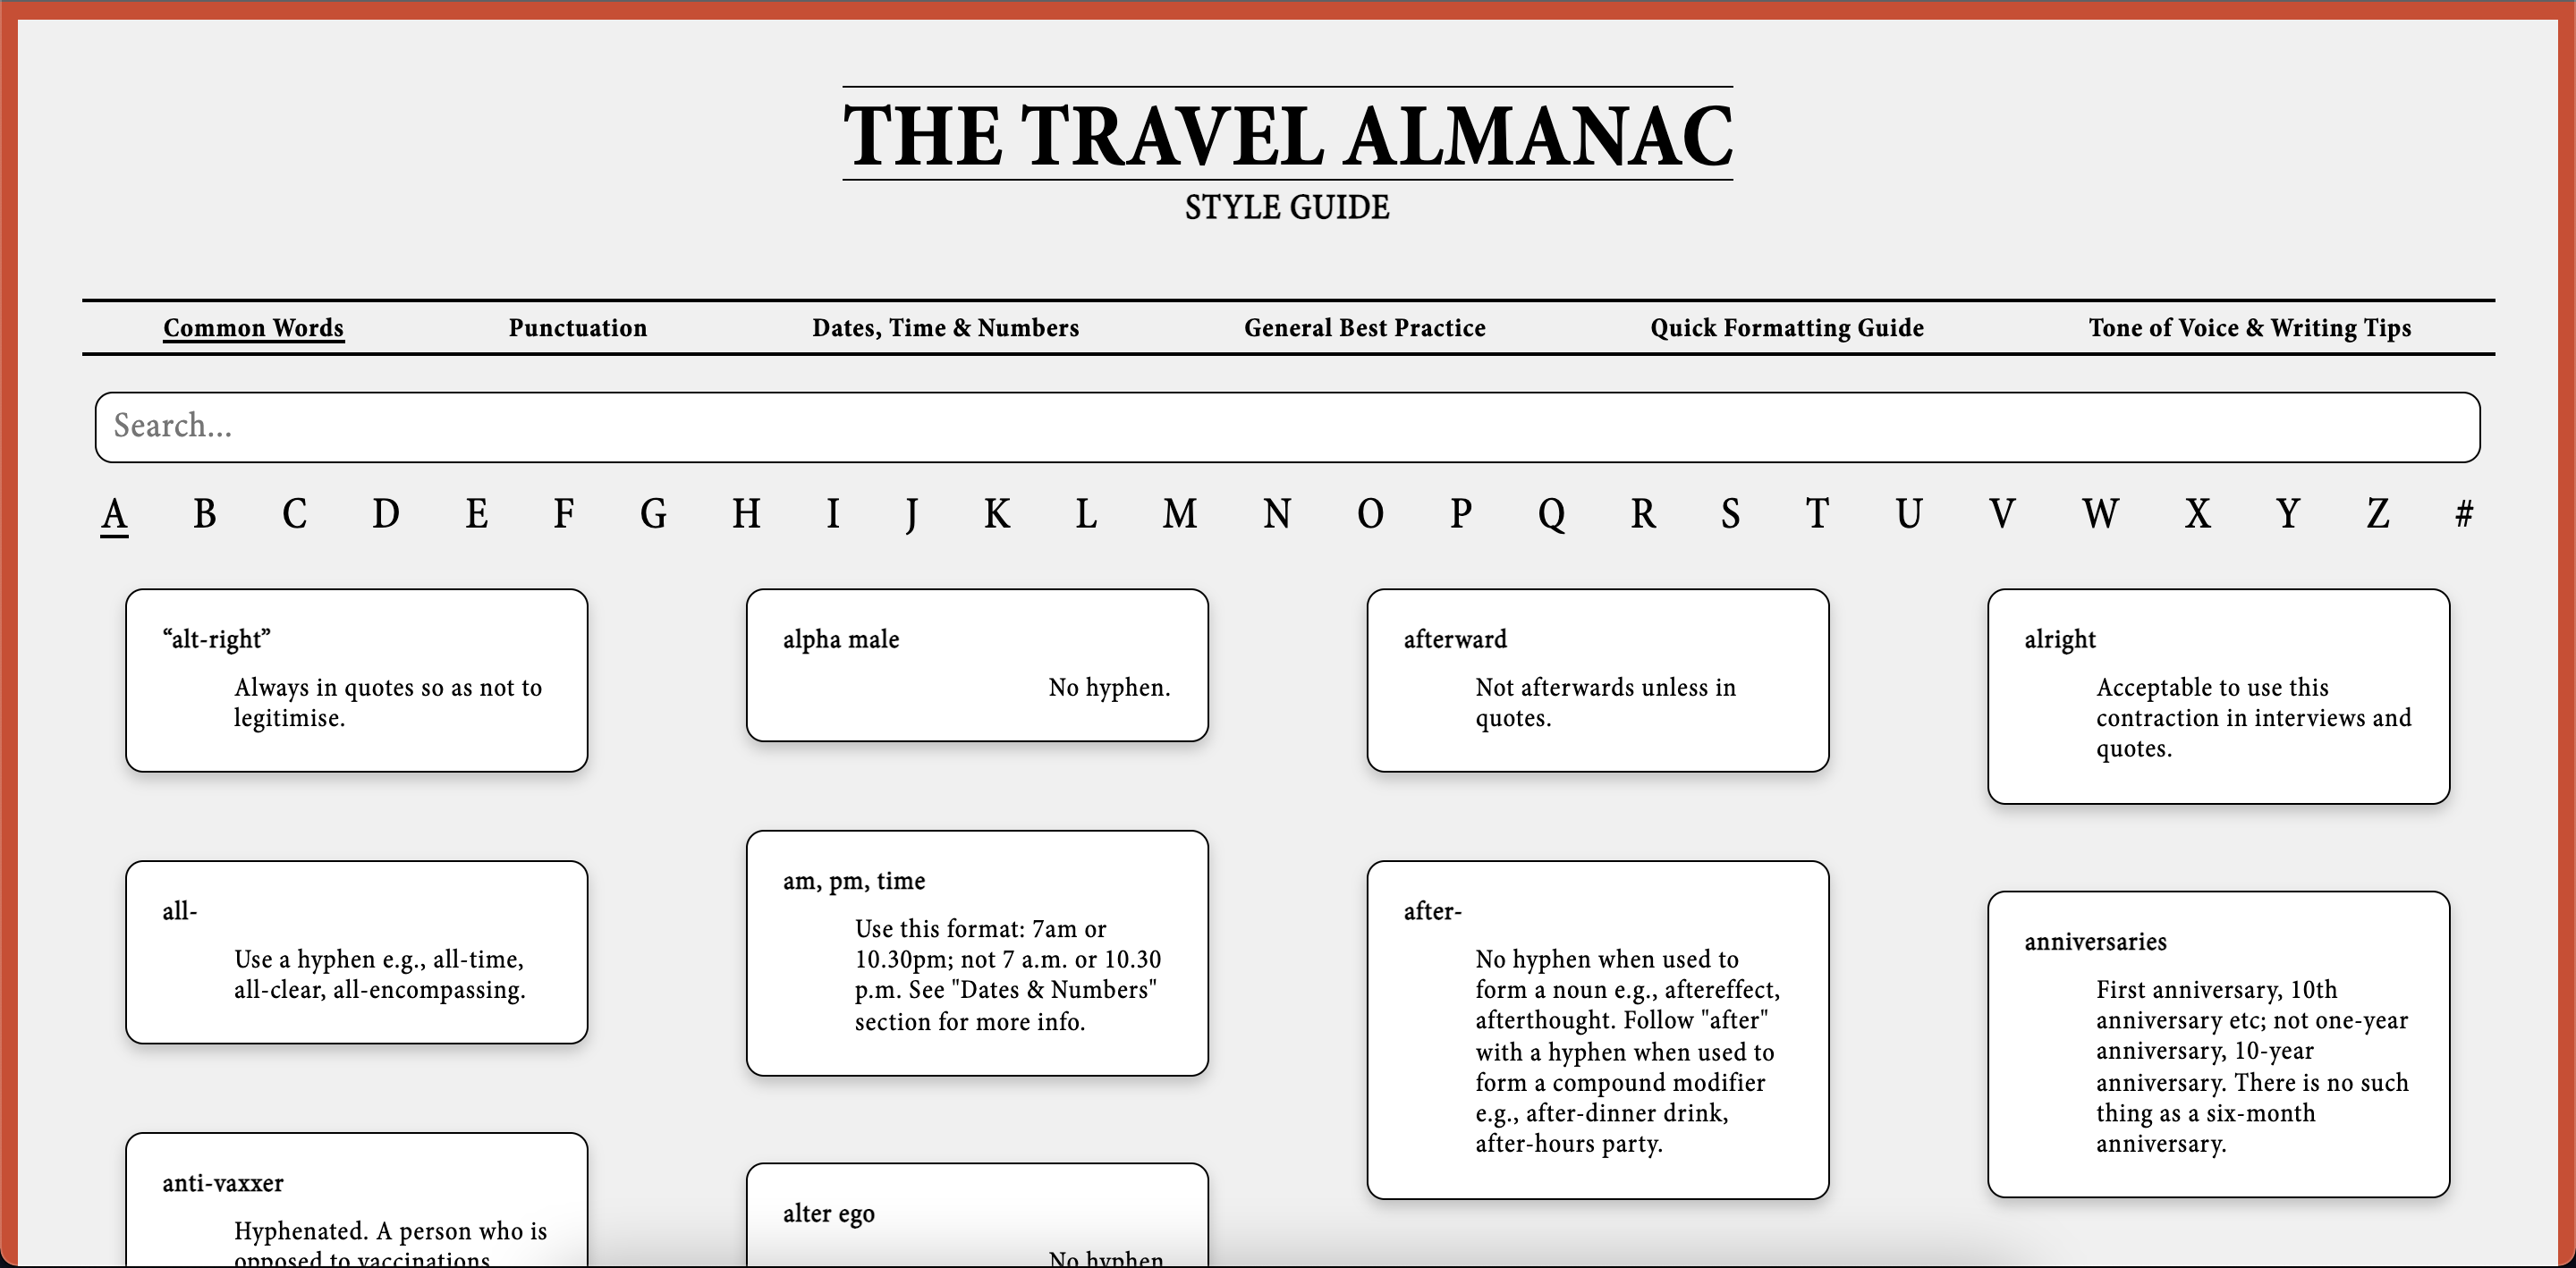 THE TRAVEL ALMANAC
STYLE GUIDE
Common Words Punctuation Dates, Time & Numbers General Best Practice Quick Formatting Guide Tone of Voice & Writing Tips
Search...
A B C D E F G H I J K L M N O P Q R S T U V W X Y Z #
“alt-right”
Always in quotes so as not to
legitimise.
alpha male
No hyphen.
afterward
Not afterwards unless in
quotes.
alright
Acceptable to use this
contraction in interviews and
quotes.
all-
Use a hyphen e.g., all-time,
all-clear, all-encompassing.
am, pm, time
Use this format: 7am or
10.30pm; not 7 a.m. or 10.30
p.m. See "Dates & Numbers"
section for more info.
after-
No hyphen when used to
form a noun e.g., aftereffect,
afterthought. Follow "after"
with a hyphen when used to
form a compound modifier
e.g., after-dinner drink,
after-hours party.
anniversaries
First anniversary, 10th
anniversary etc; not one-year
anniversary, 10-year
anniversary. There is no such
thing as a six-month
anniversary.
anti-vaxxer
Hyphenated. A person who is
opposed to vaccinations
alter ego
No hyphen